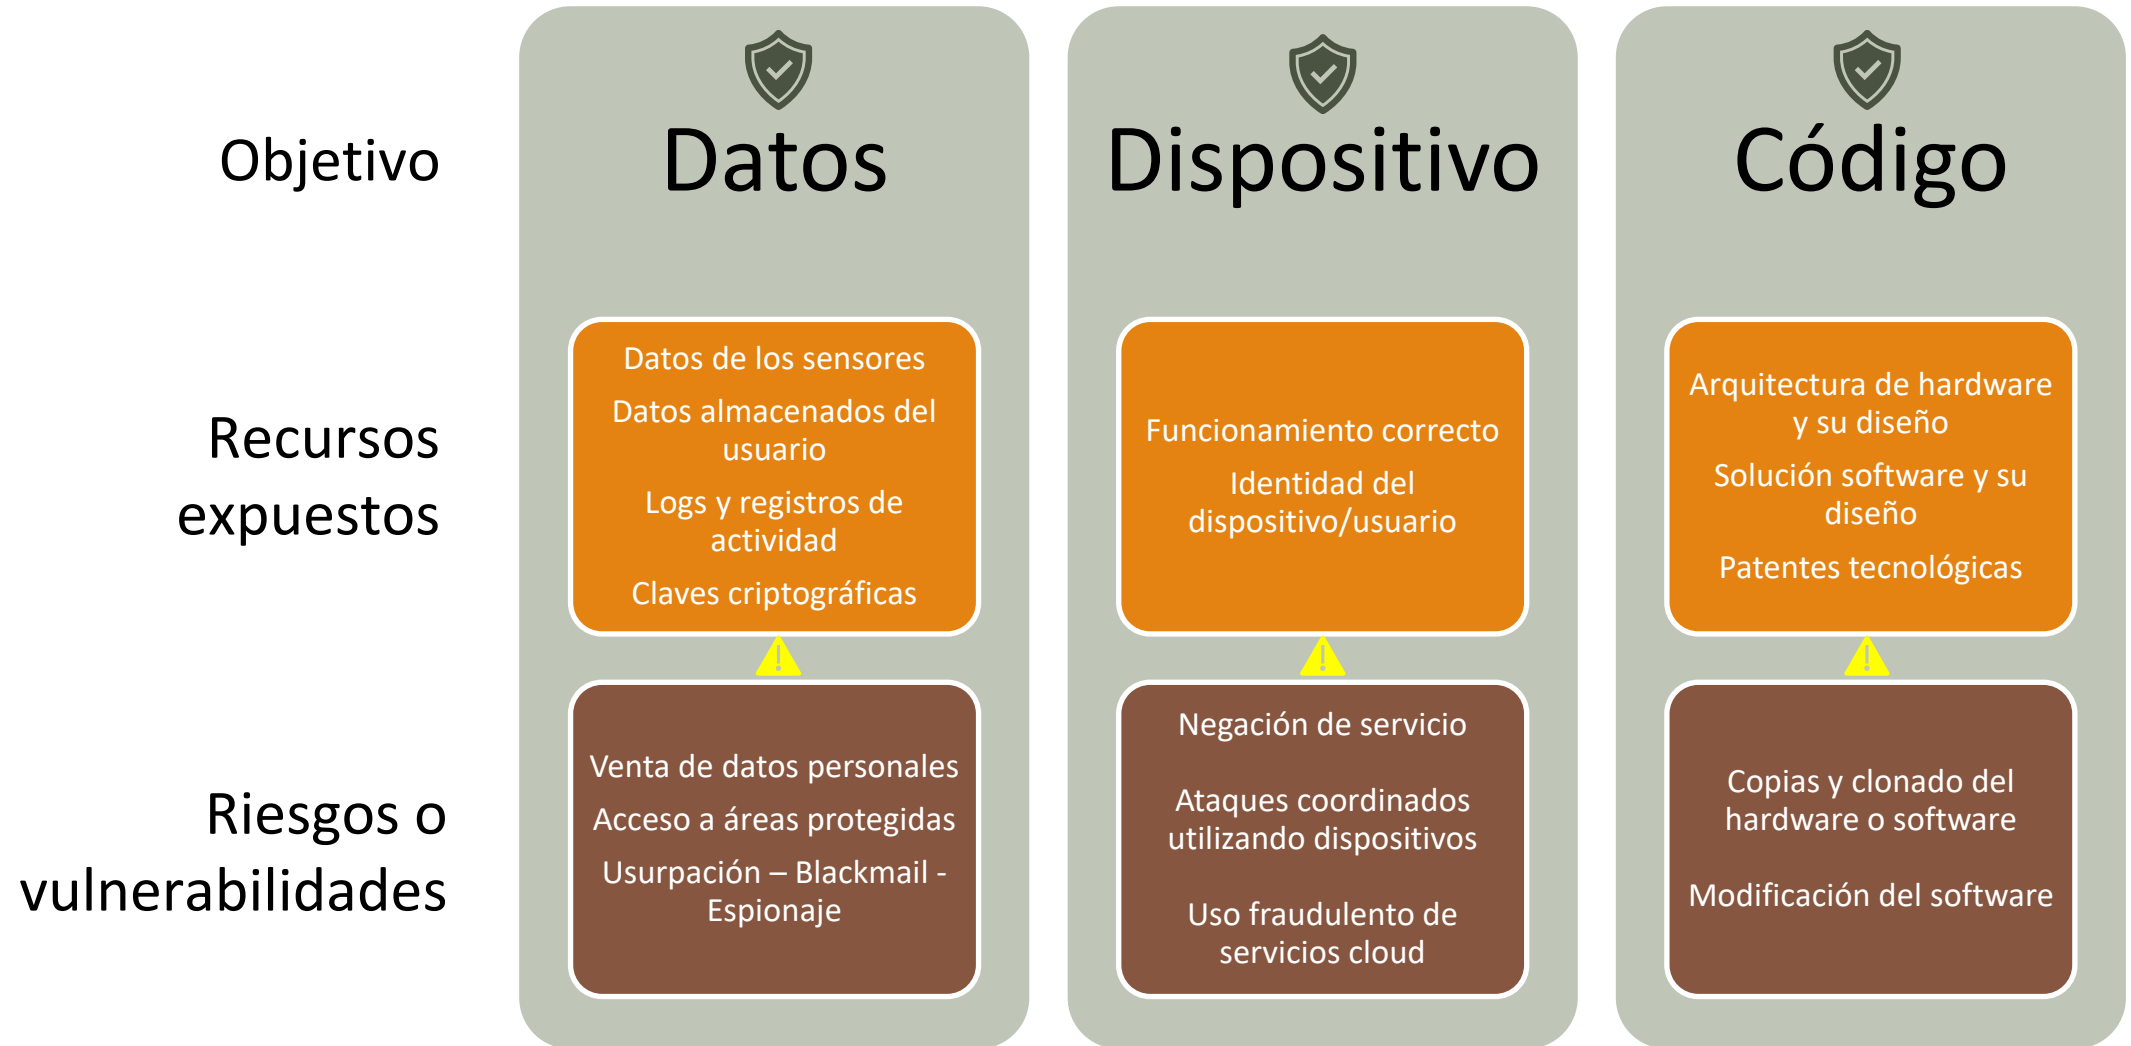 Objetivo
Datos
Dispositivo
Código
Recursos
expuestos
Datos de los sensores
Datos almacenados del
usuario
Logs y registros de
actividad
Claves criptográficas
Funcionamiento correcto
Identidad del
dispositivo/usuario
Arquitectura de hardware
y su diseño
Solución software y su
diseño
Patentes tecnológicas
Riesgos o
vulnerabilidades
Venta de datos personales
Acceso a áreas protegidas
Usurpación – Blackmail -
Espionaje
Negación de servicio
Ataques coordinados
utilizando dispositivos
Uso fraudulento de
servicios cloud
Copias y clonado del
hardware o software
Modificación del software